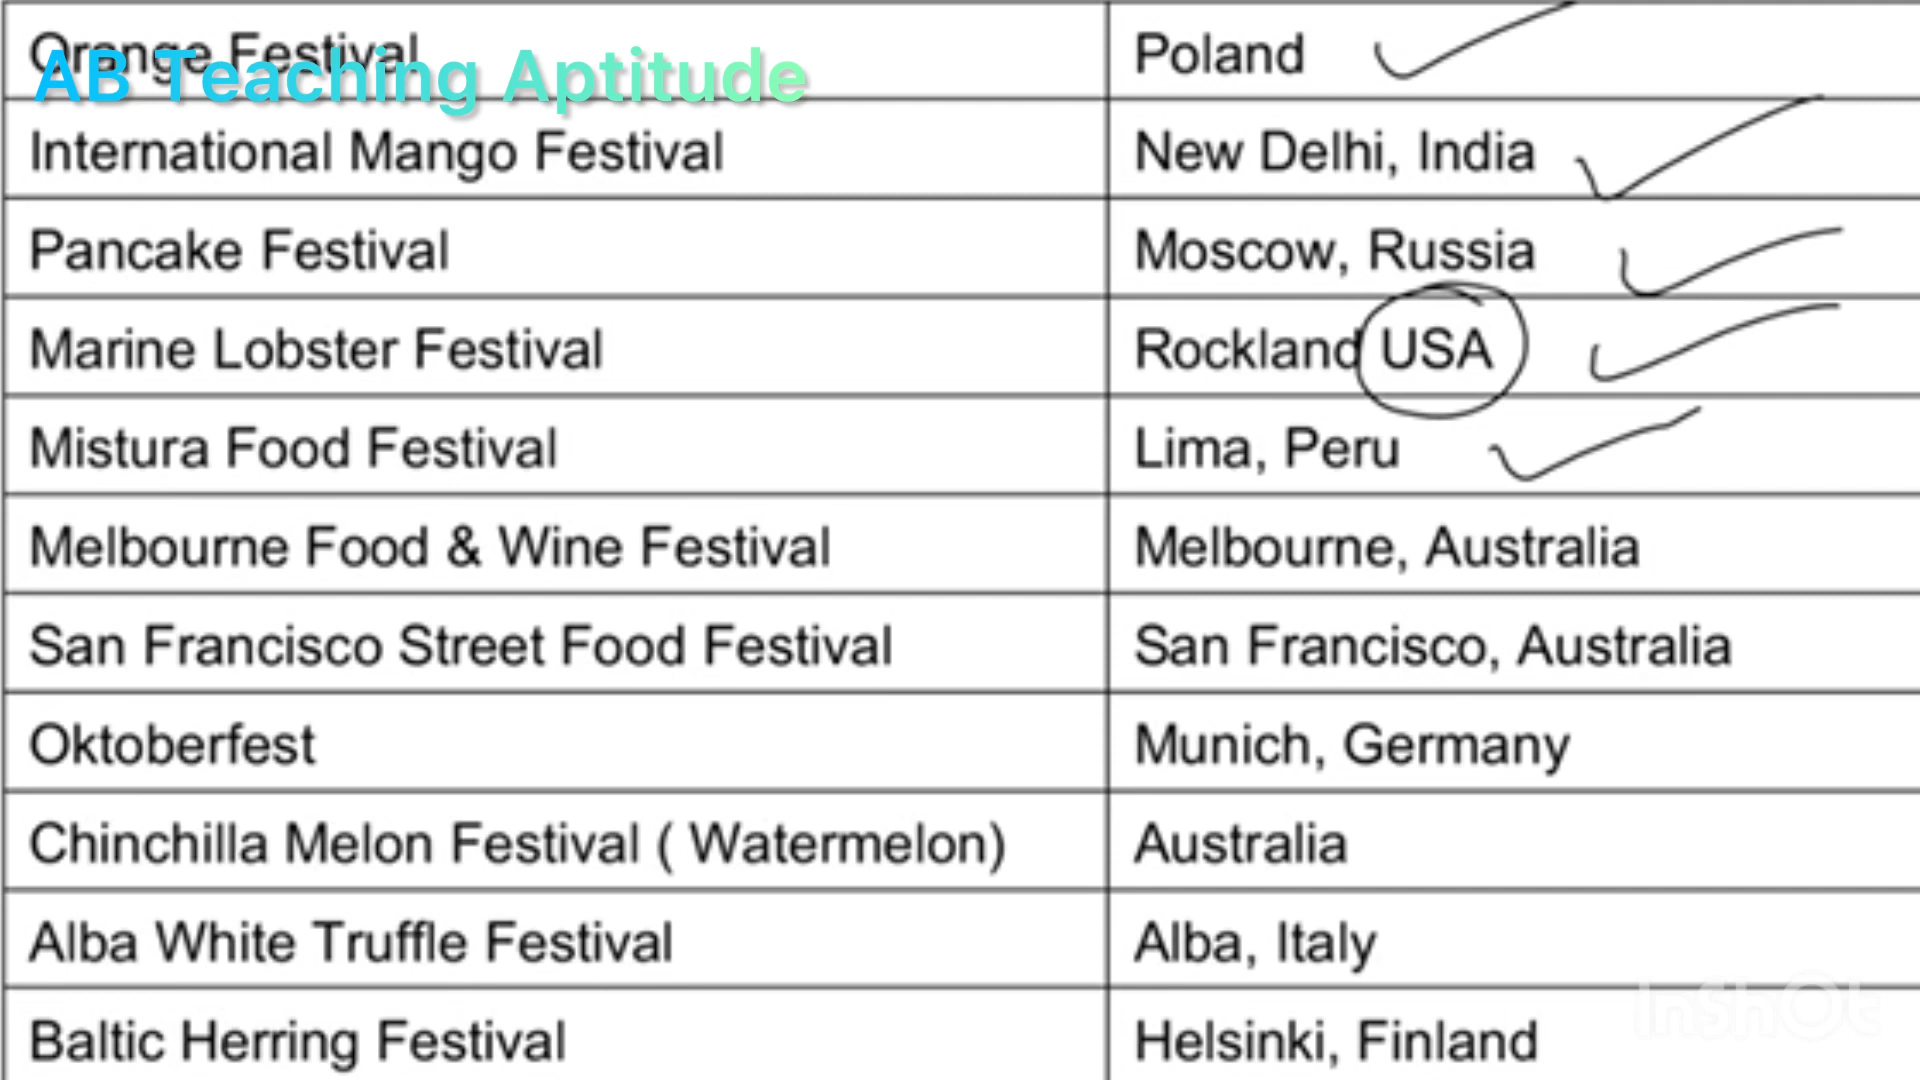 Orange Festival Poland
AB Teaching Aptitude
International Mango Festival New Delhi, India
Pancake Festival Moscow, Russia
Marine Lobster Festival Rockland USA
Mistura Food Festival Lima, Peru
Melbourne Food & Wine Festival Melbourne, Australia
San Francisco Street Food Festival San Francisco, Australia
Oktoberfest Munich, Germany
Chinchilla Melon Festival ( Watermelon) Australia
Alba White Truffle Festival Alba, Italy
InShOt
Baltic Herring Festival Helsinki, Finland